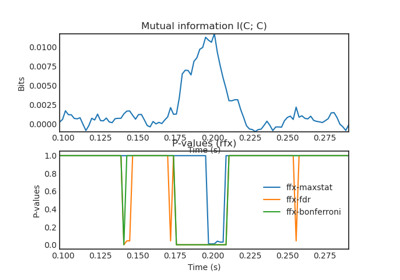 Mutual information I(C; C)
0.0100
0.0075
0.0050
0.0025
0.0000
Bits
0.100 0.125 0.150 0.175 0.200 0.225 0.250 0.275
Time (s)
P-values (rfx)
1.0
0.8
0.6
0.4
0.2
0.0
P-values
ffx-maxstat
ffx-fdr
ffx-bonferroni
0.100 0.125 0.150 0.175 0.200 0.225 0.250 0.275
Time (s)